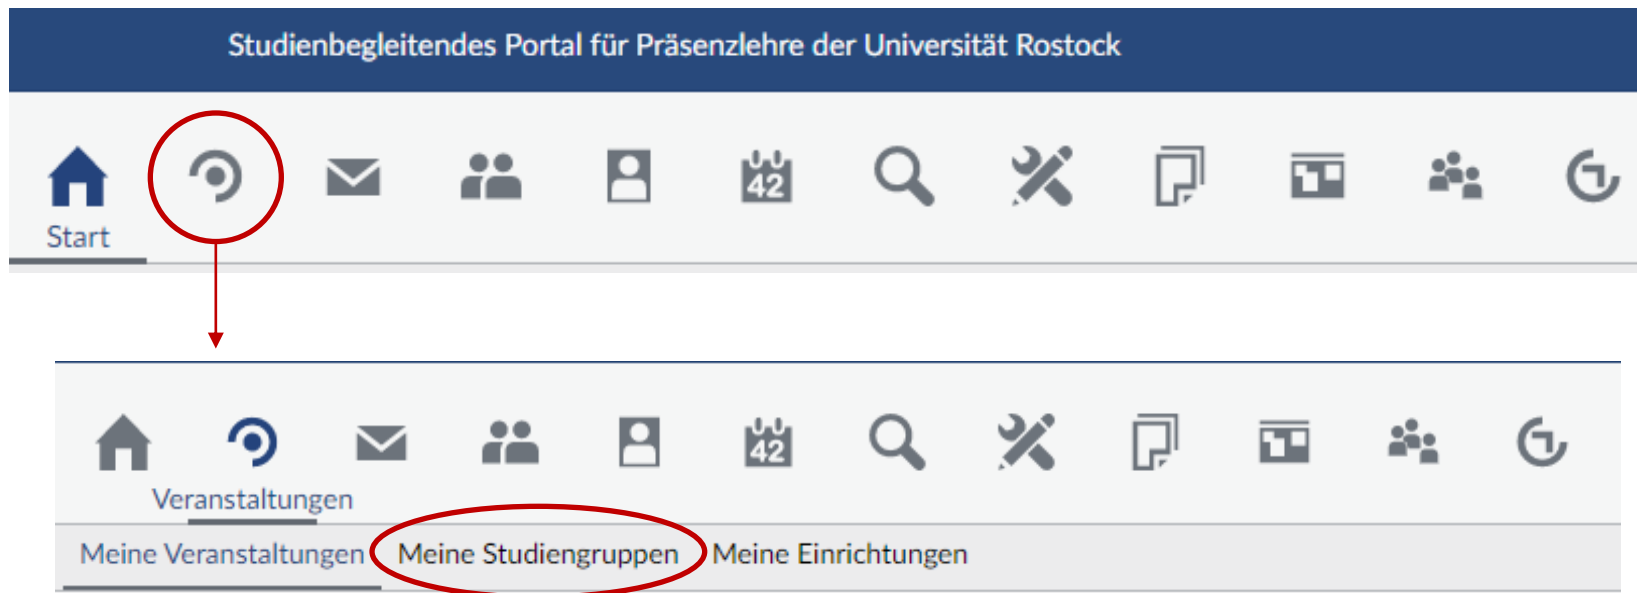 Studienbegleitendes Portal für Präsenzlehre der Universität Rostock
42
Start
42
Veranstaltungen
Meine Veranstaltungen Meine Studiengruppen Meine Einrichtungen